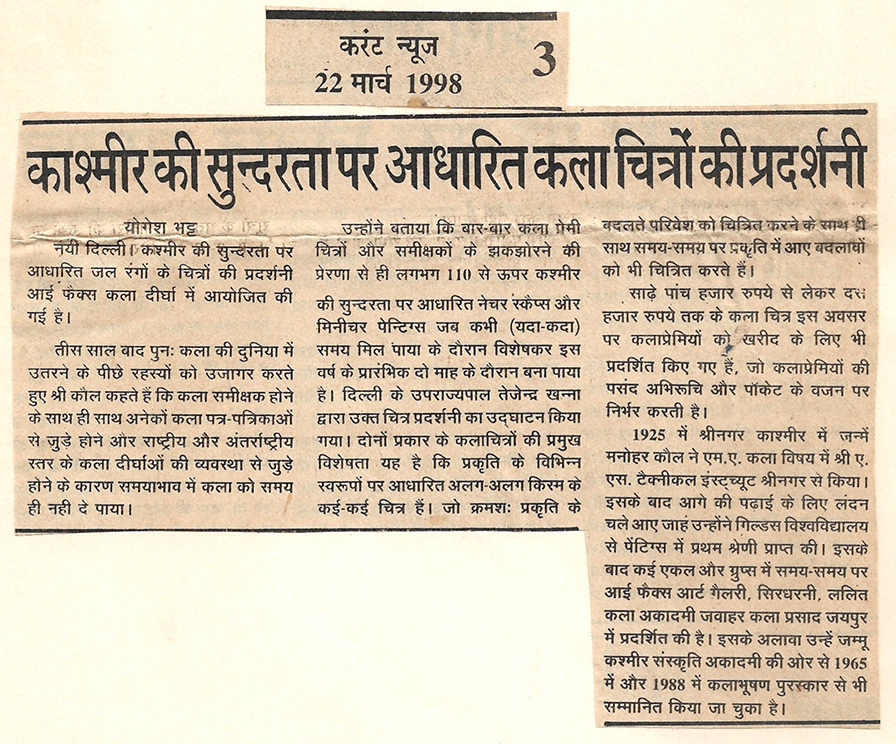 करंट न्यूज
3
22 मार्च 1998
काश्मीर की सुन्दरता पर आधारित कला चित्रों की प्रदर्शनी
योगेश भट्ट
नयी दिल्ली। कश्मीर की सुन्दरता पर
आधारित जल रंगों के चित्रों की प्रदर्शनी
आई फैक्स कला दीर्घा में आयोजित की
गई है।
तीस साल बाद पुनः कला की दुनिया में
उतरने के पीछे रहस्यों को उजागर करते
हुए श्री कौल कहते हैं कि कला समीक्षक होने
के साथ ही साथ अनेकों कला पत्र-पत्रिकाओं
से जुड़े होने और राष्ट्रीय और अंतर्राष्ट्रीय
स्तर के कला दीर्घाओं की व्यवस्था से जुड़े
होने के कारण समयाभाव में कला को समय
ही नही दे पाया।
उन्होंने बताया कि बार-बार कला प्रेमी
चित्रों और समीक्षकों के झकझोरने की
प्रेरणा से ही लगभग 110 से ऊपर कश्मीर
की सुन्दरता पर आधारित नेचर स्कैप्स और
मिनीचर पेन्टिग्स जब कभी (यदा-कदा)
समय मिल पाया के दौरान विशेषकर इस
वर्ष के प्रारंभिक दो माह के दौरान बना पाया
है। दिल्ली के उपराज्यपाल तेजेन्द्र खन्ना
द्वारा उक्त चित्र प्रदर्शनी का उद्घाटन किया
गया। दोनों प्रकार के कलाचित्रों की प्रमुख
विशेषता यह है कि प्रकृति के विभिन्न
स्वरूपों पर आधारित अलग-अलग किस्म के
कई-कई चित्र हैं। जो क्रमशः प्रकृति के
बदलते परिवेश को चित्रित करने के साथ ही
साथ समय-समय पर प्रकृति में आए बदलावों
को भी चित्रित करते हैं।
साढ़े पांच हजार रुपये से लेकर दस
हजार रुपये तक के कला चित्र इस अवसर
पर कलाप्रेमियों को खरीद के लिए भी
प्रदर्शित किए गए हैं, जो कलाप्रेमियों की
पसंद अभिरूचि और पॉकेट के वजन पर
निर्भर करती है।
1925 में श्रीनगर काश्मीर में जन्में
मनोहर कौल ने एम.ए. कला विषय में श्री ए.
एस. टैक्नीकल इंस्टच्यूट श्रीनगर से किया।
इसके बाद आगे की पढ़ाई के लिए लंदन
चले आए जाहं उन्होंने गिल्डस विश्वविद्यालय
से पेंटिग्स में प्रथम श्रेणी प्राप्त की। इसके
बाद कई एकल और ग्रुप्स में समय-समय पर
आई फैक्स आर्ट गैलरी, सिरधरनी, ललित
कला अकादमी जवाहर कला प्रसाद जयपुर
में प्रदर्शित की है। इसके अलावा उन्हें जम्मू
कश्मीर संस्कृति अकादमी की ओर से 1965
में और 1988 में कलाभूषण पुरस्कार से भी
सम्मानित किया जा चुका है।